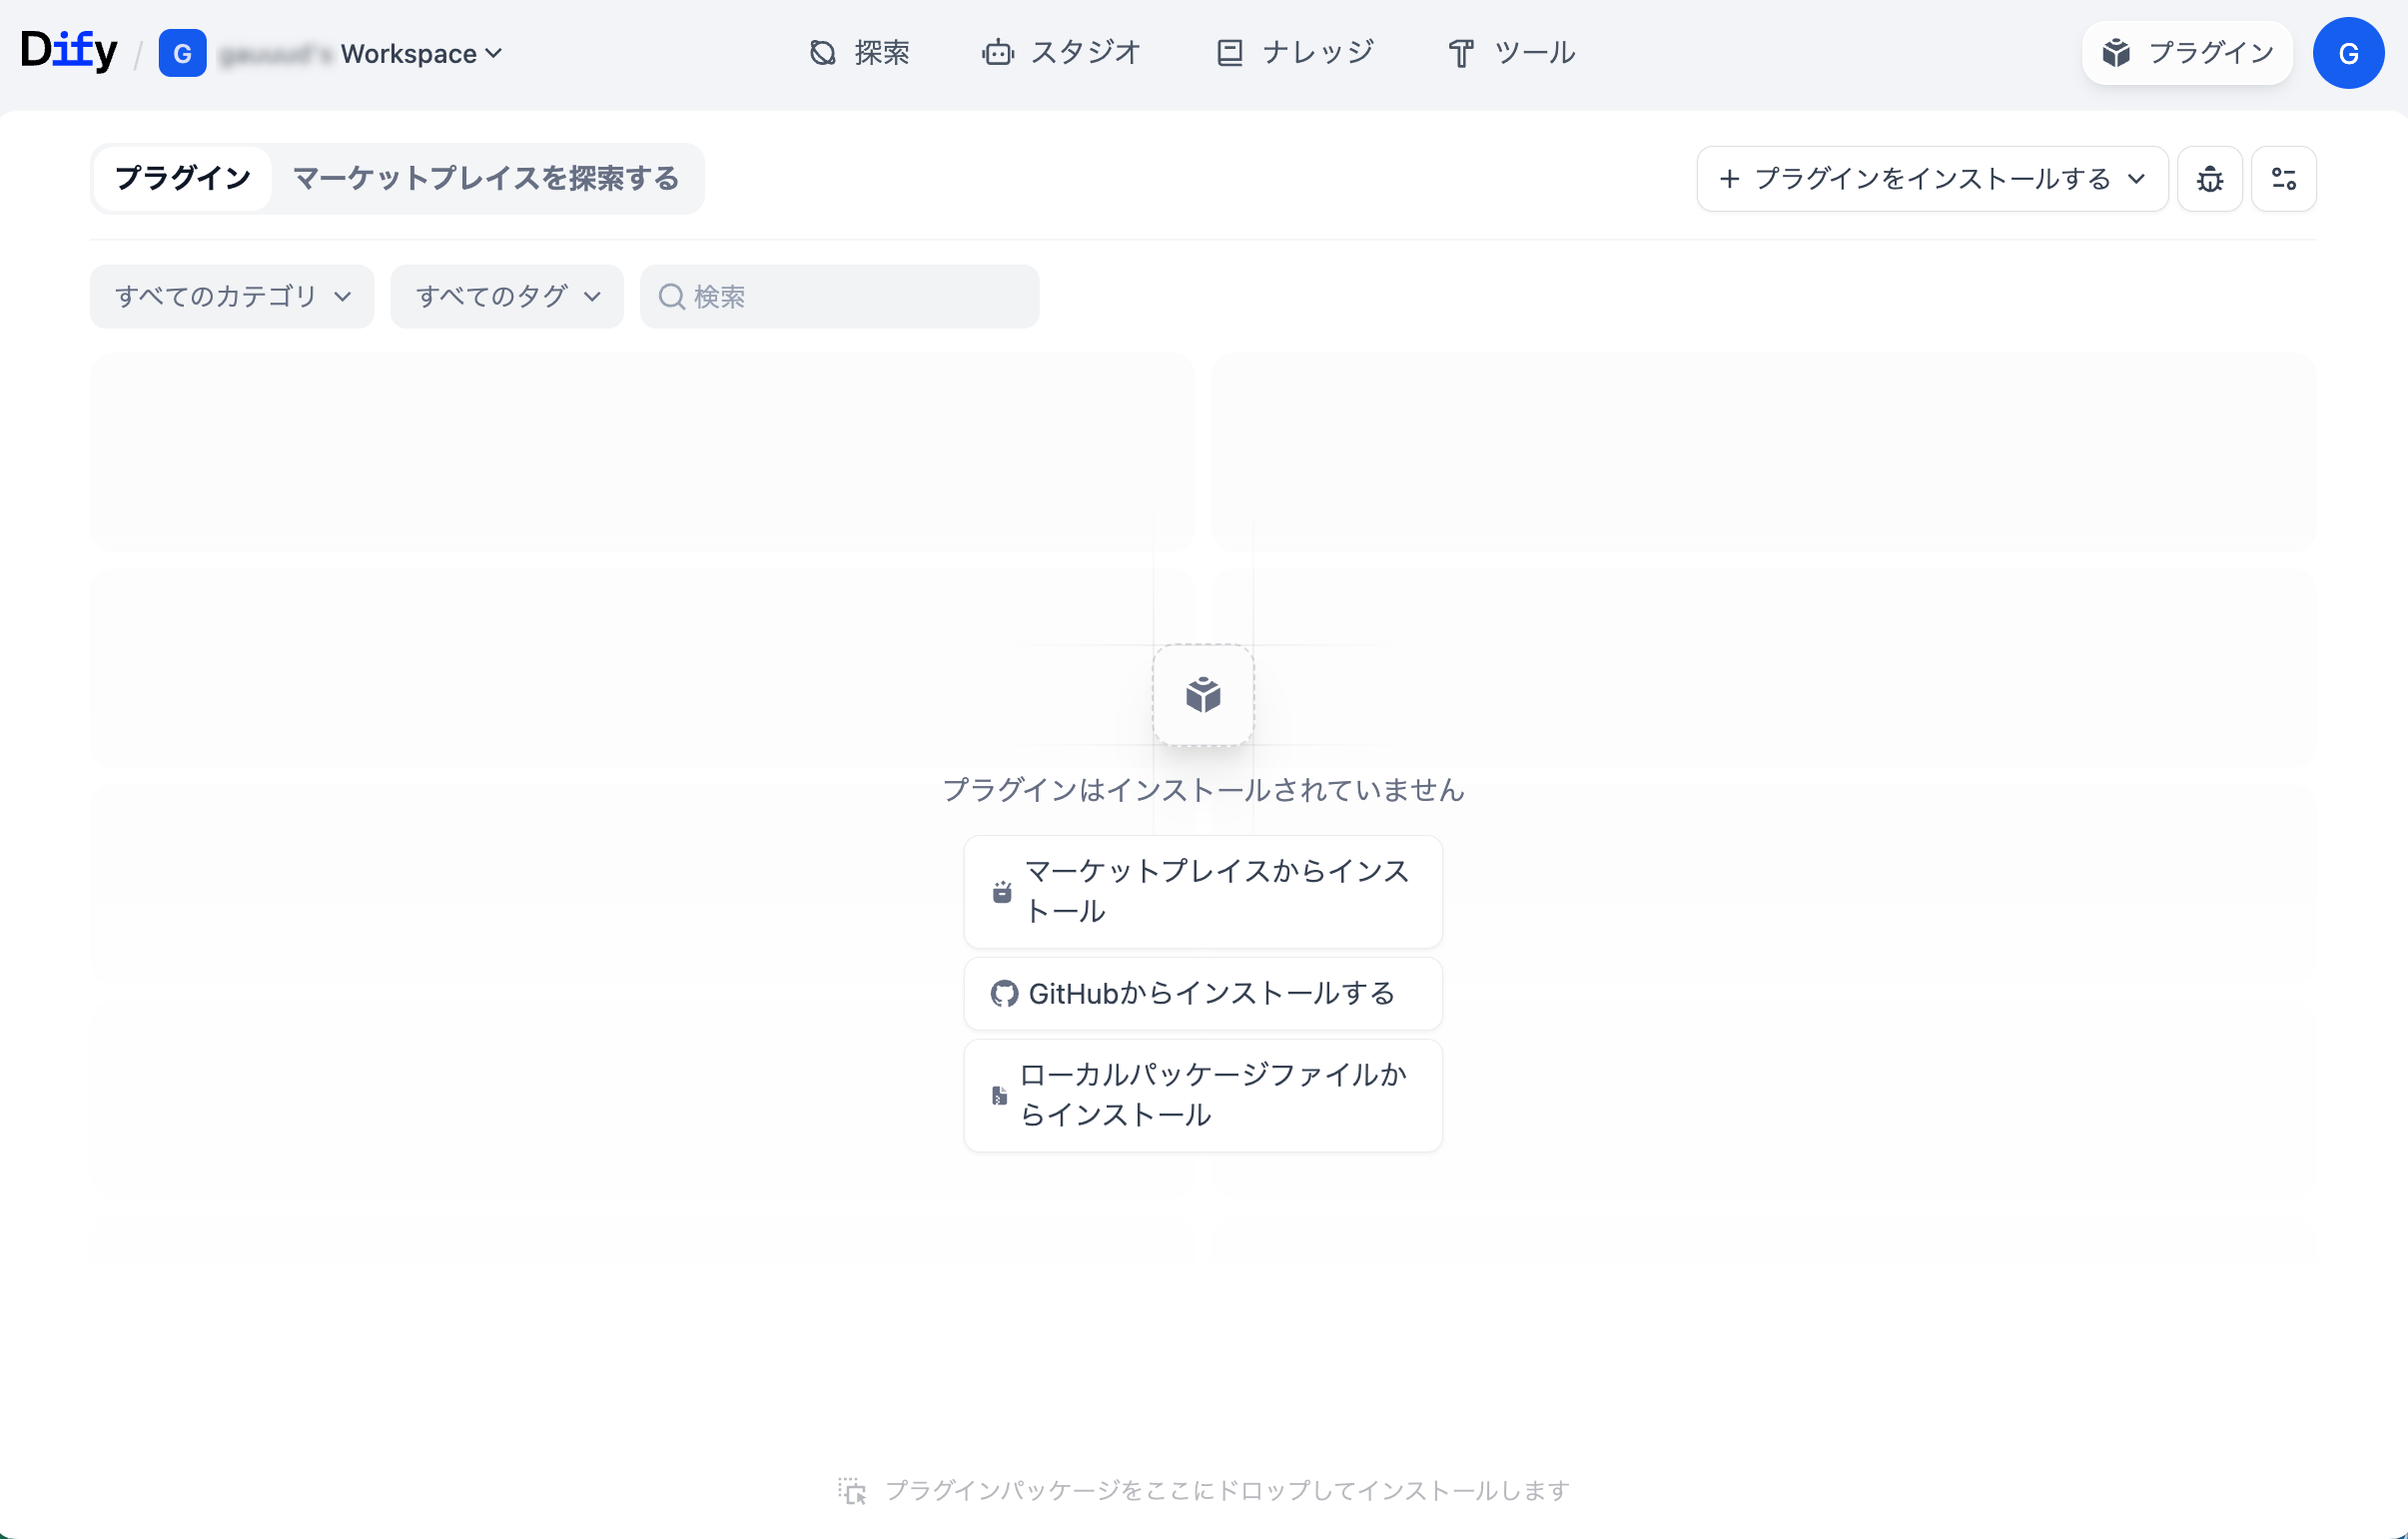 Dify / G Workspace
探索
スタジオ
ナレッジ
ツール
プラグイン
G
プラグイン
マーケットプレイスを探索する
+ プラグインをインストールする
すべてのカテゴリ
すべてのタグ
検索
プラグインはインストールされていません
マーケットプレイスからインス
トール
GitHubからインストールする
ローカルパッケージファイルか
らインストール
プラグインパッケージをここにドロップしてインストールします